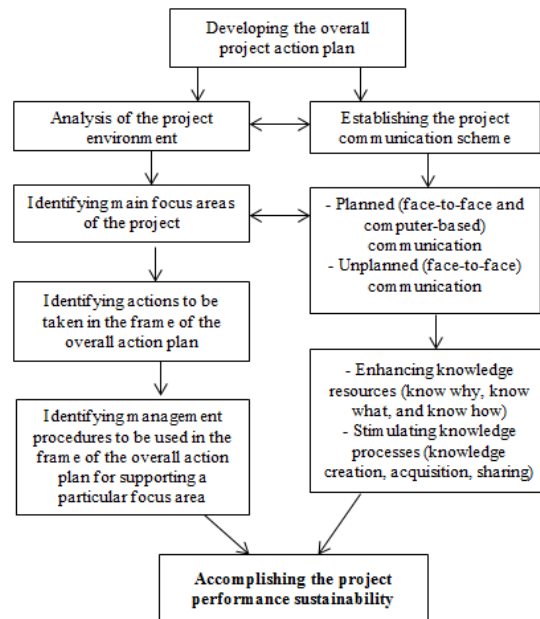 Developing the overall
project action plan
Analysis of the project
environment
Establishing the project
communication scheme
Identifying main focus areas
of the project
- Planned (face-to-face and
computer-based)
communication
- Unplanned (face-to-face)
communication
Identifying actions to be
taken in the frame of the
overall action plan
- Enhancing knowledge
resources (know why, know
what, and know how)
- Stimulating knowledge
processes (knowledge
creation, acquisition, sharing)
Identifying management
procedures to be used in the
frame of the overall action
plan for supporting a
particular focus area
Accomplishing the project
performance sustainability